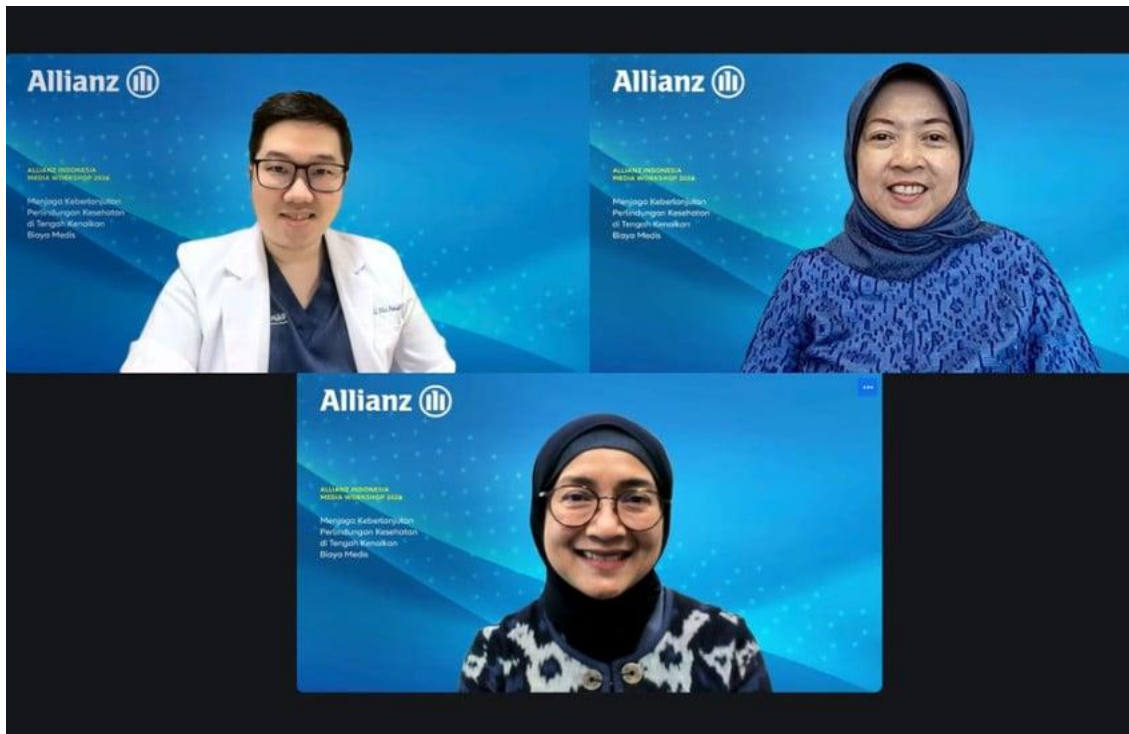 Allianz
ALLIANZ INDONESIA
MEDIA WORKSHOP 2026
Menjaga Keberlanjutan
Perlindungan Kesehatan
di Tengah Kenaikan
Biaya Medis
Allianz
ALLIANZ INDONESIA
MEDIA WORKSHOP 2026
Menjaga Keberlanjutan
Perlindungan Kesehatan
di Tengah Kenaikan
Biaya Medis
Allianz
ALLIANZ INDONESIA
MEDIA WORKSHOP 2026
Menjaga Keberlanjutan
Perlindungan Kesehatan
di Tengah Kenaikan
Biaya Medis